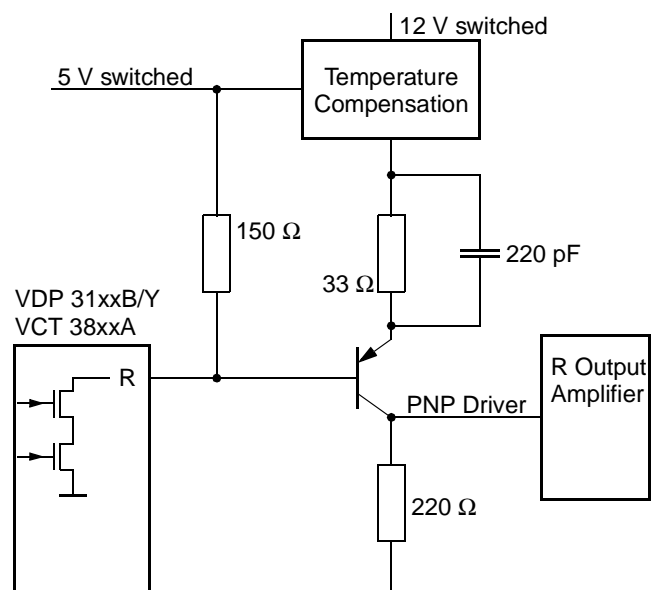 12 V switched
5 V switched
Temperature
Compensation
150 Ω
220 pF
33 Ω
VDP 31xxB/Y
VCT 38xxA
R
R Output
Amplifier
PNP Driver
220 Ω